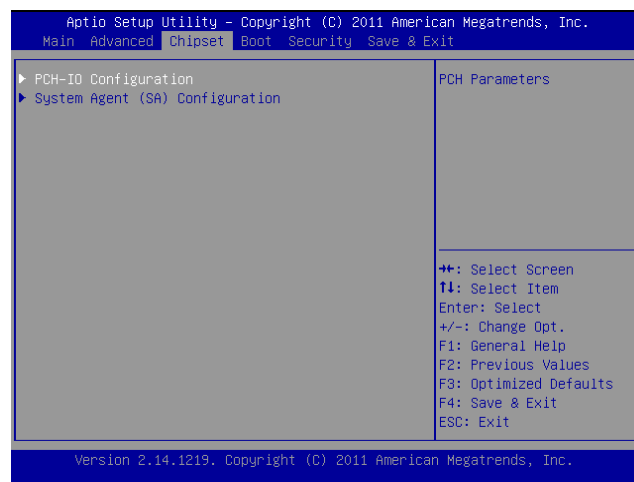 Aptio Setup Utility – Copyright (C) 2011 American Megatrends, Inc.
Main Advanced Chipset Boot Security Save & Exit
▶ PCH-IO Configuration
▶ System Agent (SA) Configuration
PCH Parameters
→←: Select Screen
↑↓: Select Item
Enter: Select
+/-: Change Opt.
F1: General Help
F2: Previous Values
F3: Optimized Defaults
F4: Save & Exit
ESC: Exit
Version 2.14.1219. Copyright (C) 2011 American Megatrends, Inc.